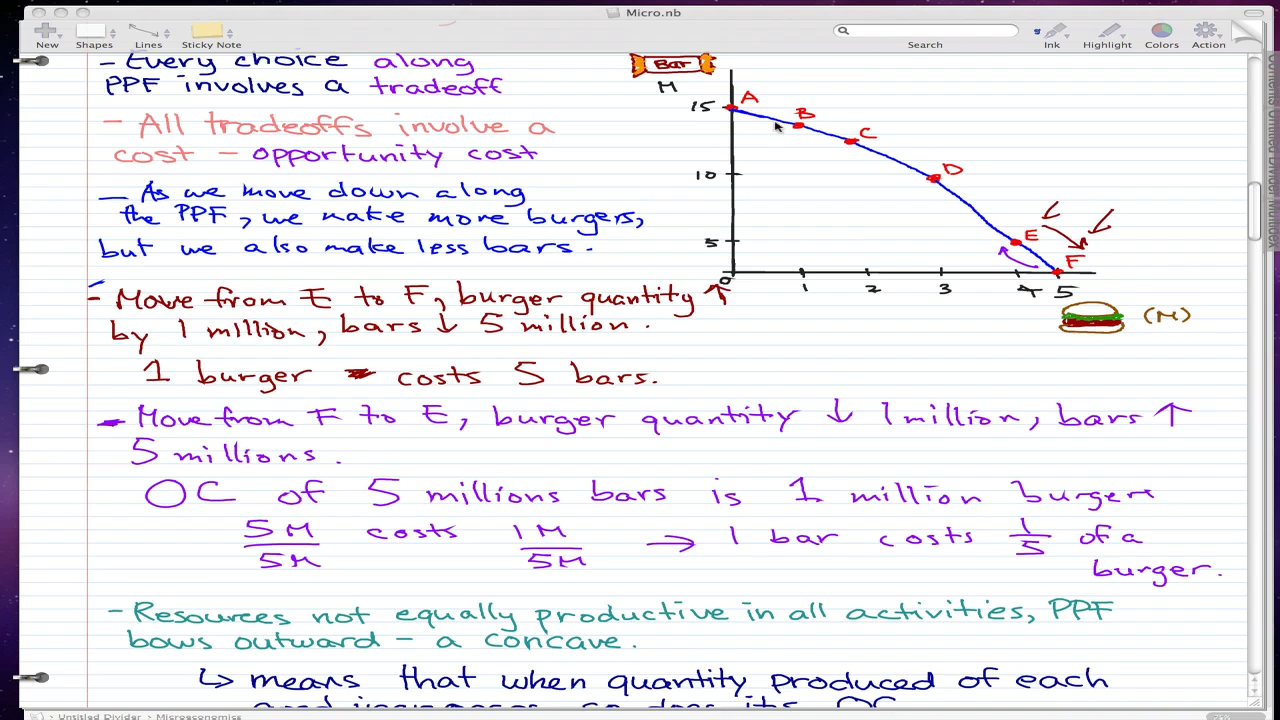 Micro.nb
New Shapes Lines Sticky Note Search Ink Highlight Colors Action
- Every choice along
PPF involves a tradeoff
- All tradeoffs involve a
cost - opportunity cost
- As we move down along
the PPF, we make more burgers,
but we also make less bars.
Bar
M
15
10
5
0
A
B
C
D
E
F
1 2 3 4 5
(M)
- Move from E to F, burger quantity ↑
by 1 million, bars ↓ 5 million.
1 burger costs 5 bars.
- Move from F to E, burger quantity ↓ 1 million, bars ↑
5 millions.
OC of 5 millions bars is 1 million burgers
5M/5M costs 1M/5M → 1 bar costs 1/5 of a
burger.
- Resources not equally productive in all activities, PPF
bows outward - a concave.
↳ means that when quantity produced of each
Untitled Divider Microeconomics